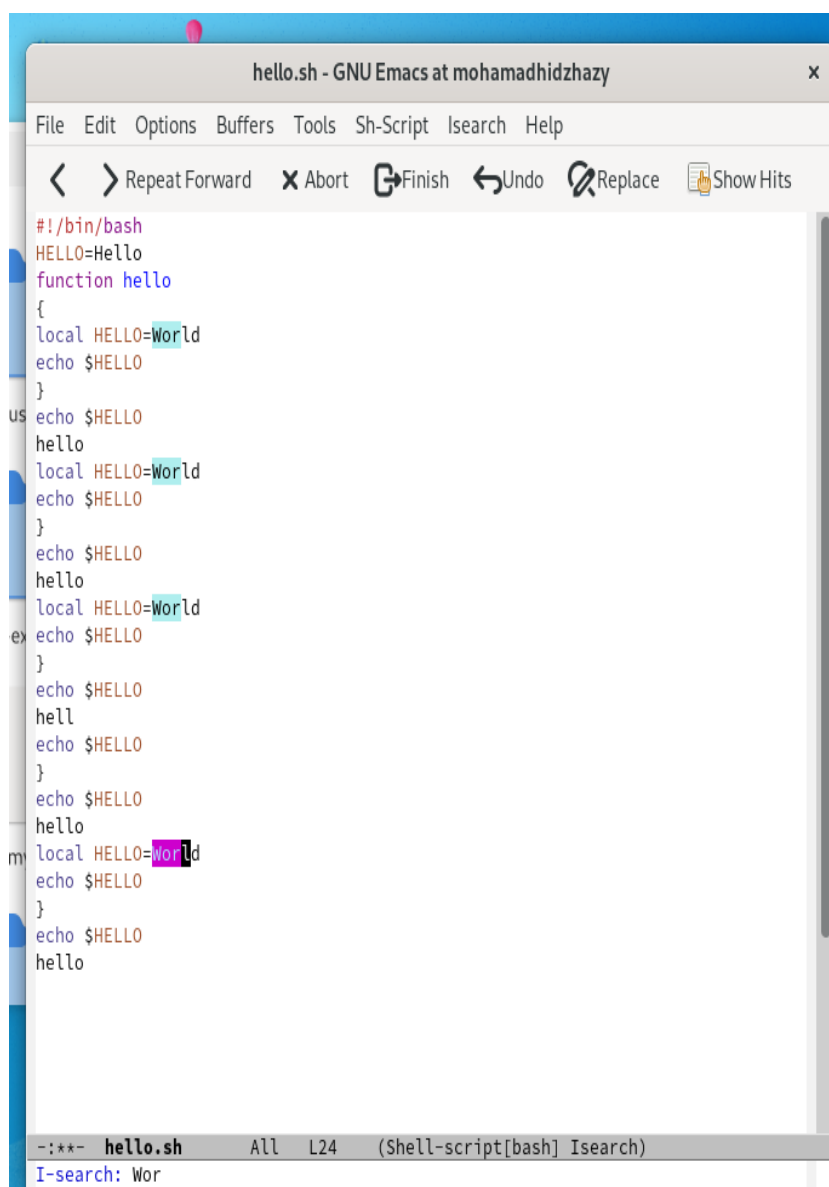 hello.sh - GNU Emacs at mohamadhidzhazy
File Edit Options Buffers Tools Sh-Script Isearch Help
Repeat Forward Abort Finish Undo Replace Show Hits
#!/bin/bash
HELLO=Hello
function hello
{
local HELLO=World
echo $HELLO
}
echo $HELLO
hello
local HELLO=World
echo $HELLO
}
echo $HELLO
hello
local HELLO=World
echo $HELLO
}
echo $HELLO
hell
echo $HELLO
}
echo $HELLO
hello
local HELLO=World
echo $HELLO
}
echo $HELLO
hello
-:**- hello.sh All L24 (Shell-script[bash] Isearch)
I-search: Wor